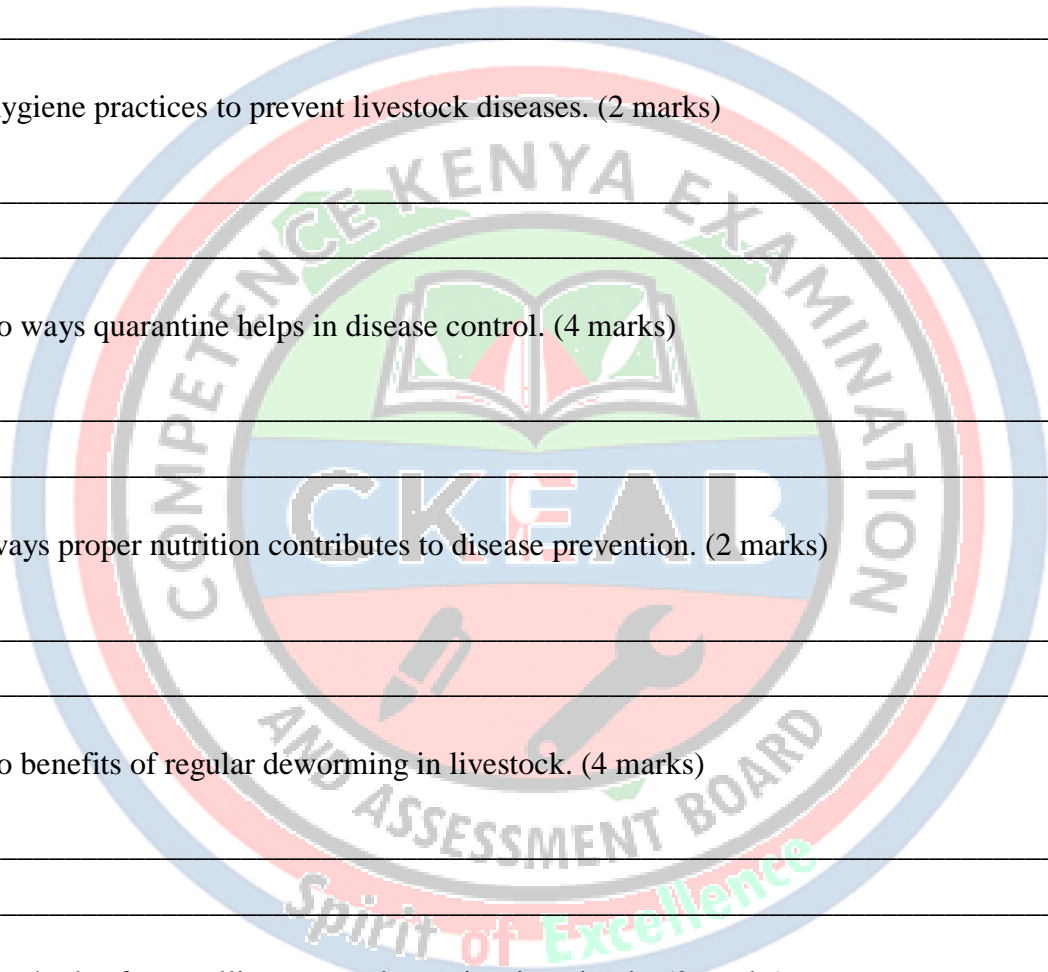 ygiene practices to prevent livestock diseases. (2 marks)
COMPETENCE KENYA EXAMINATION
o ways quarantine helps in disease control. (4 marks)
CKEAB
ways proper nutrition contributes to disease prevention. (2 marks)
o benefits of regular deworming in livestock. (4 marks)
AND ASSESSMENT BOARD
Spirit of Excellence